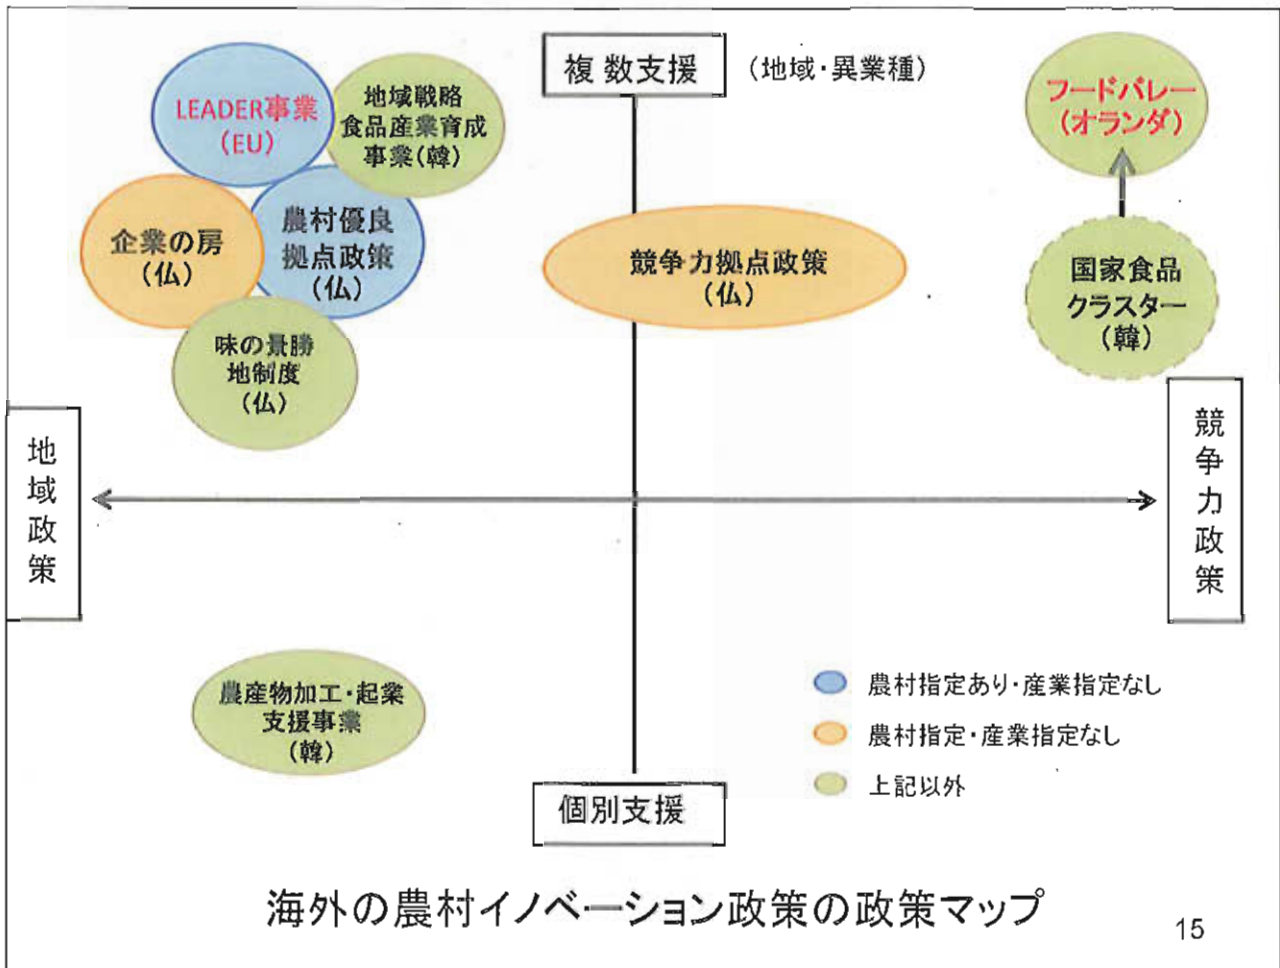 複数支援
(地域・異業種)
LEADER事業
(EU)
地域戦略
食品産業育成
事業(韓)
フードバレー
(オランダ)
企業の房
(仏)
農村優良
拠点政策
(仏)
競争力拠点政策
(仏)
国家食品
クラスター
(韓)
味の景勝
地制度
(仏)
地域政策
競争力政策
農産物加工・起業
支援事業
(韓)
農村指定あり・産業指定なし
農村指定・産業指定なし
上記以外
個別支援
海外の農村イノベーション政策の政策マップ
15